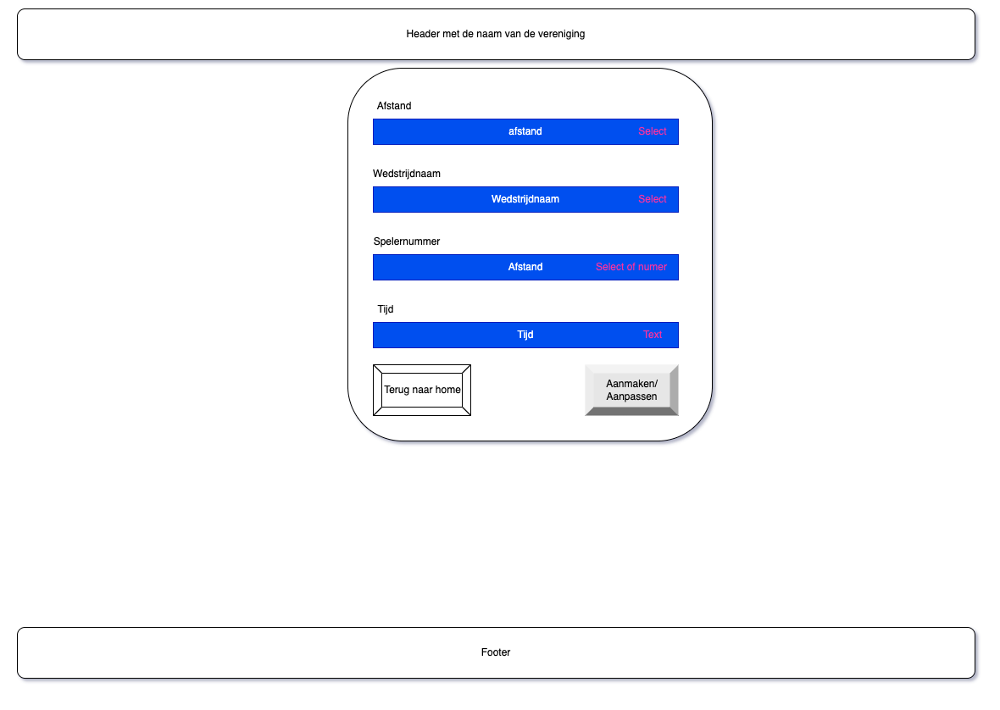 Header met de naam van de vereniging
Afstand
afstand Select
Wedstrijdnaam
Wedstrijdnaam Select
Spelernummer
Afstand Select of numer
Tijd
Tijd Text
Terug naar home
Aanmaken/
Aanpassen
Footer